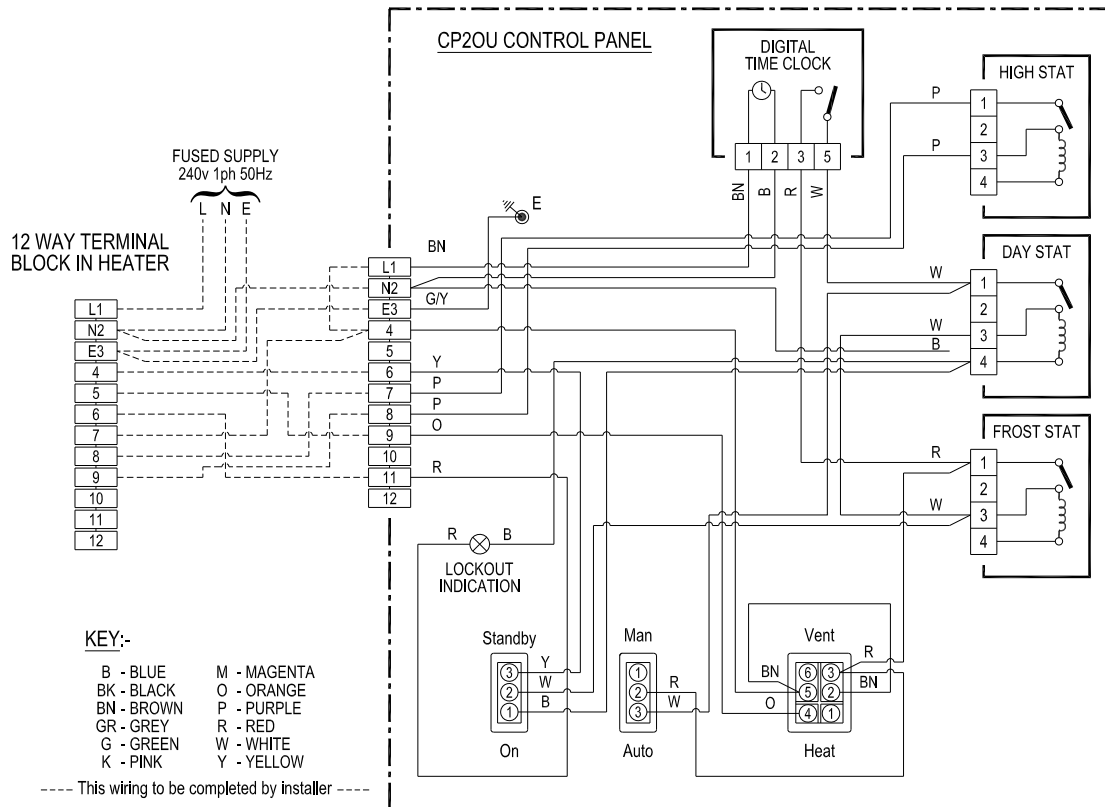 CP2OU CONTROL PANEL
DIGITAL
TIME CLOCK
1 2 3 5
BN B R W
HIGH STAT
1
2
3
4
P
P
FUSED SUPPLY
240v 1ph 50Hz
L N E
12 WAY TERMINAL
BLOCK IN HEATER
L1
N2
E3
4
5
6
7
8
9
10
11
12
E
BN
G/Y
Y
P
P
O
R
L1
N2
E3
4
5
6
7
8
9
10
11
12
DAY STAT
1
2
3
4
W
W
B
FROST STAT
1
2
3
4
R
W
R B
LOCKOUT
INDICATION
Standby
3 Y
2 W
1 B
On
Man
1
2 R
3 W
Auto
Vent
BN 6 3 R
5 2 BN
O 4 1
Heat
KEY:-
B - BLUE M - MAGENTA
BK - BLACK O - ORANGE
BN - BROWN P - PURPLE
GR - GREY R - RED
G - GREEN W - WHITE
K - PINK Y - YELLOW
---- This wiring to be completed by installer ----